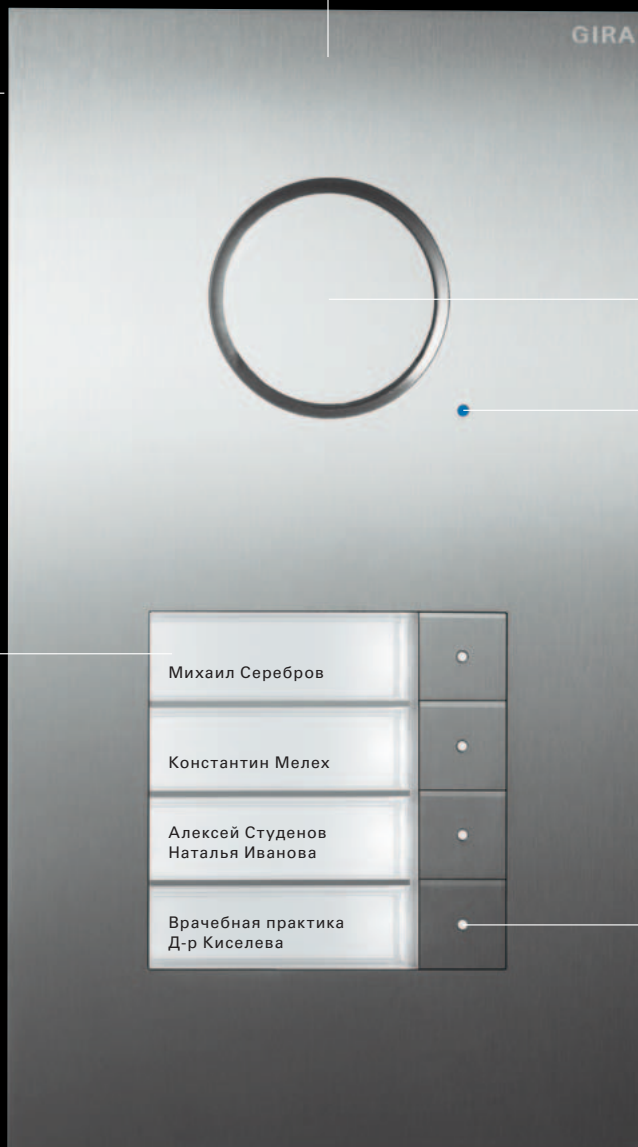 GIRA
Михаил Серебров
Константин Мелех
Алексей Студенов
Наталья Иванова
Врачебная практика
Д-р Киселева